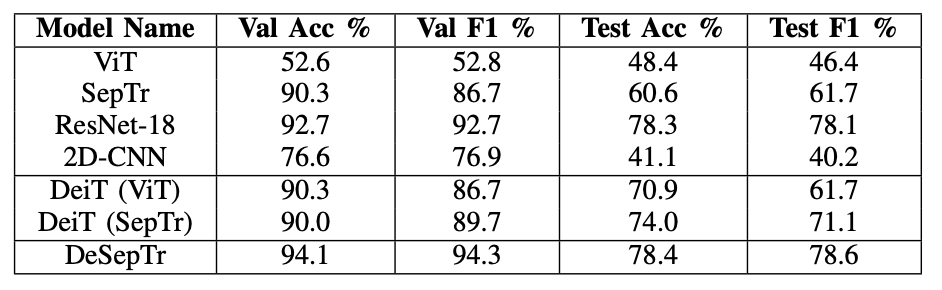 Model Name Val Acc % Val F1 % Test Acc % Test F1 %
ViT 52.6 52.8 48.4 46.4
SepTr 90.3 86.7 60.6 61.7
ResNet-18 92.7 92.7 78.3 78.1
2D-CNN 76.6 76.9 41.1 40.2
DeiT (ViT) 90.3 86.7 70.9 61.7
DeiT (SepTr) 90.0 89.7 74.0 71.1
DeSepTr 94.1 94.3 78.4 78.6